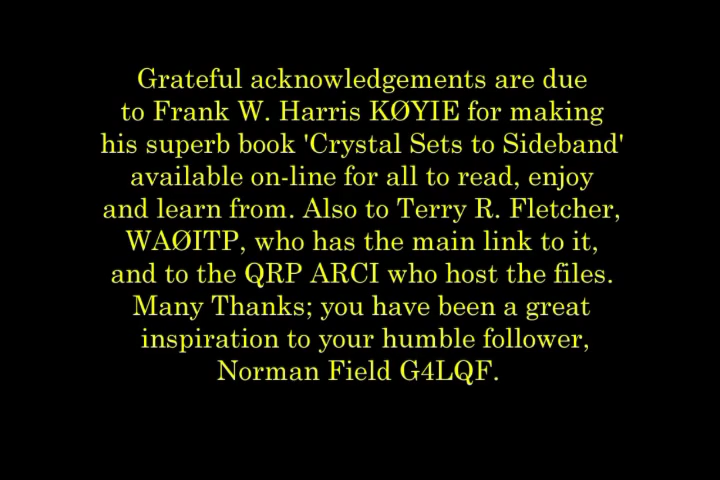 Grateful acknowledgements are due
to Frank W. Harris KØYIE for making
his superb book 'Crystal Sets to Sideband'
available on-line for all to read, enjoy
and learn from. Also to Terry R. Fletcher,
WAØITP, who has the main link to it,
and to the QRP ARCI who host the files.
Many Thanks; you have been a great
inspiration to your humble follower,
Norman Field G4LQF.